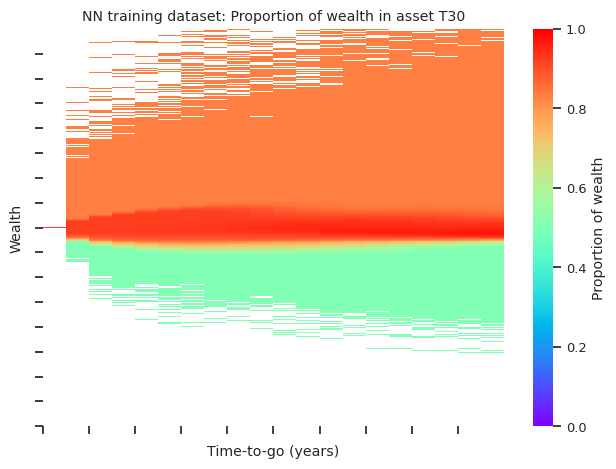 NN training dataset: Proportion of wealth in asset T30
Wealth
Time-to-go (years)
1.0
0.8
0.6
0.4
0.2
0.0
Proportion of wealth